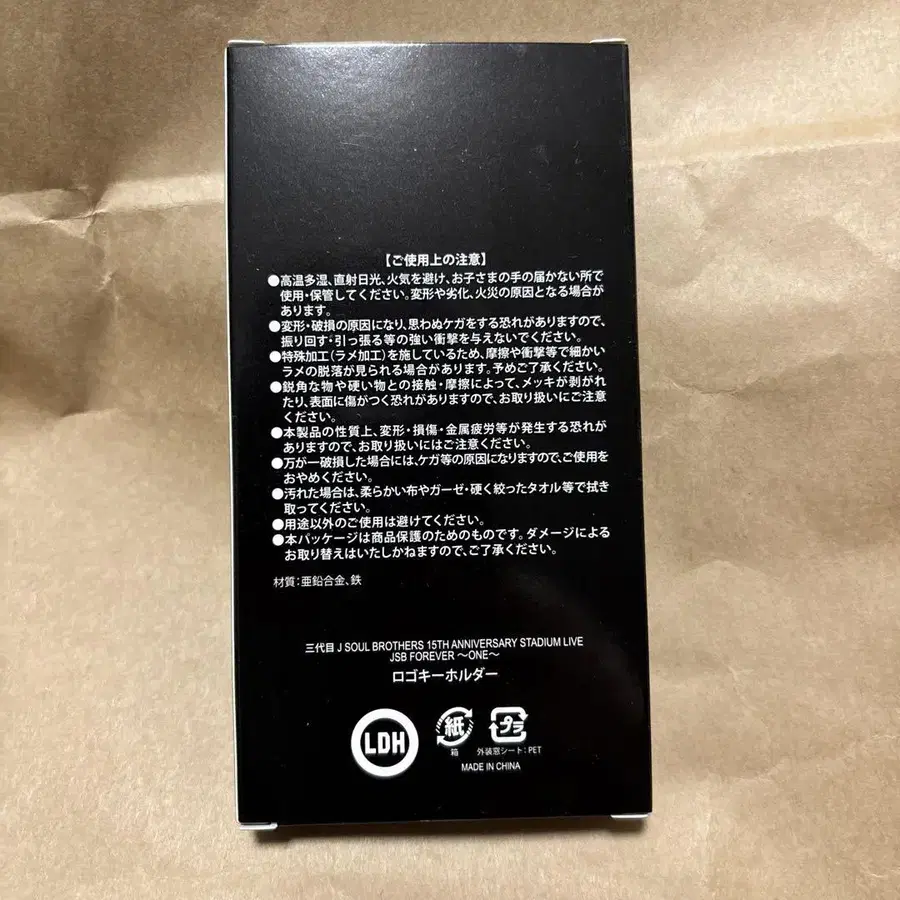 【ご使用上の注意】
●高温多湿、直射日光、火気を避け、お子さまの手の届かない所で
使用・保管してください。変形や劣化、火災の原因となる場合が
あります。
●変形・破損の原因になり、思わぬケガをする恐れがありますので、
振り回す・引っ張る等の強い衝撃を与えないでください。
●特殊加工(ラメ加工)を施しているため、摩擦や衝撃等で細かい
ラメの脱落が見られる場合があります。予めご了承ください。
●鋭角な物や硬い物との接触・摩擦によって、メッキが剥がれ
たり、表面に傷がつく恐れがありますので、お取り扱いにご注意
ください。
●本製品の性質上、変形・損傷・金属疲労等が発生する恐れが
ありますので、お取り扱いにはご注意ください。
●万が一破損した場合には、ケガ等の原因になりますので、ご使用を
おやめください。
●汚れた場合は、柔らかい布やガーゼ・硬く絞ったタオル等で拭き
取ってください。
●用途以外のご使用は避けてください。
●本パッケージは商品保護のためのものです。ダメージによる
お取り替えはいたしかねますので、ご了承ください。
材質:亜鉛合金、鉄
三代目 J SOUL BROTHERS 15TH ANNIVERSARY STADIUM LIVE
JSB FOREVER ～ONE～
ロゴキーホルダー
LDH
紙
プラ
箱
外装窓シート:PET
MADE IN CHINA